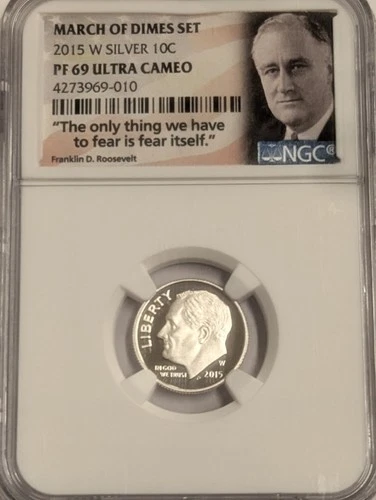 MARCH OF DIMES SET
2015 W SILVER 10C
PF 69 ULTRA CAMEO
4273969-010
"The only thing we have
to fear is fear itself."
Franklin D. Roosevelt
NGC®
LIBERTY
IN GOD
WE TRUST
W
2015